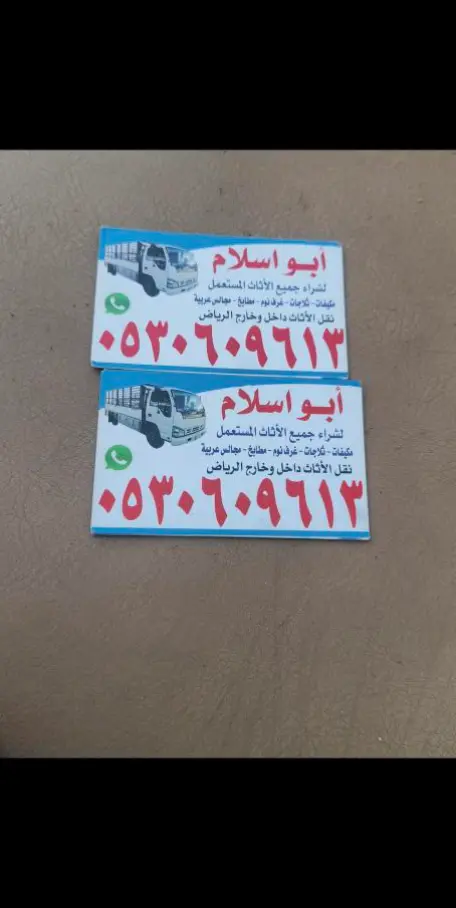 أبو اسلام
لشراء جميع الأثاث المستعمل
مكيفات - ثلاجات - غرف نوم - مطابخ - مجالس عربية
نقل الأثاث داخل وخارج الرياض
٠٥٣٠٦٠٩٦١٣
أبو اسلام
لشراء جميع الأثاث المستعمل
مكيفات - ثلاجات - غرف نوم - مطابخ - مجالس عربية
نقل الأثاث داخل وخارج الرياض
٠٥٣٠٦٠٩٦١٣